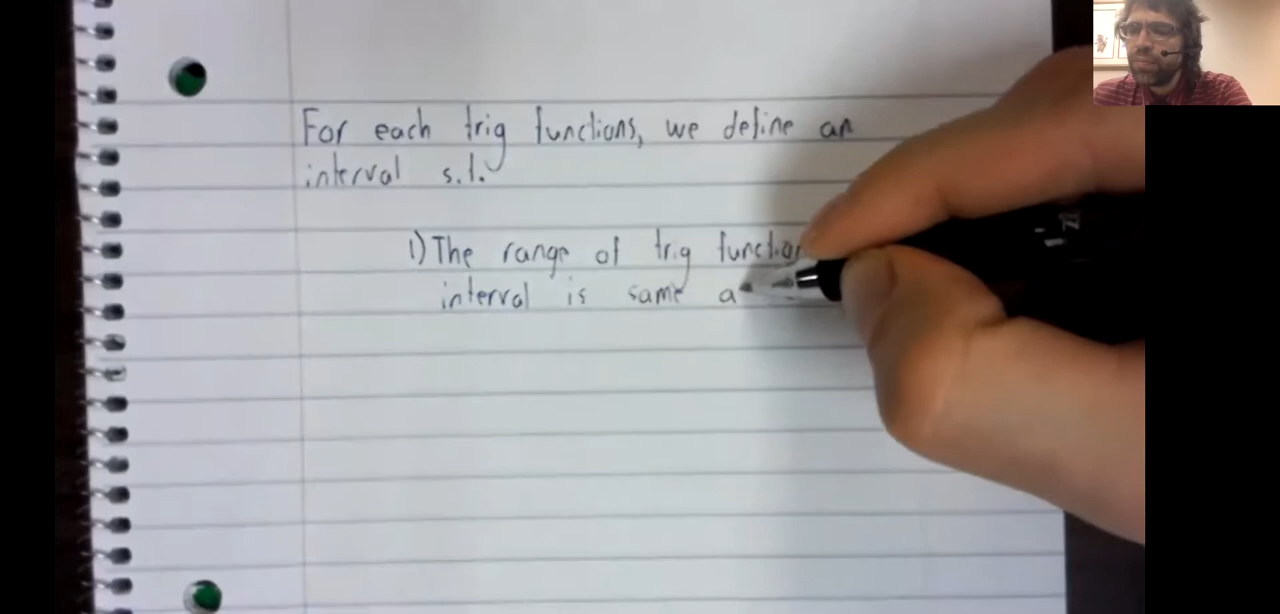 For each trig functions, we define an
interval s.t.
1) The range of trig function
interval is same a